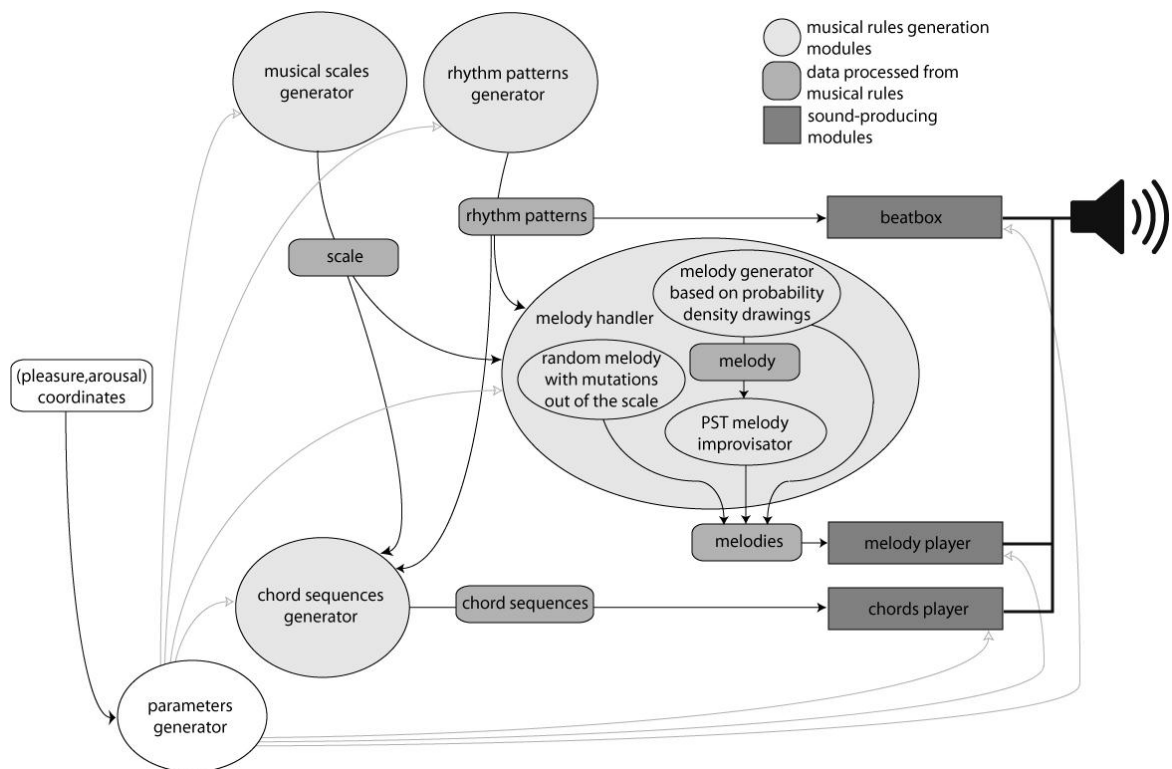 musical scales
generator
rhythm patterns
generator
musical rules generation
modules
data processed from
musical rules
sound-producing
modules
rhythm patterns
beatbox
scale
melody generator
based on probability
density drawings
melody handler
random melody
with mutations
out of the scale
melody
(pleasure,arousal)
coordinates
PST melody
improvisator
melodies
melody player
chord sequences
generator
chord sequences
chords player
parameters
generator